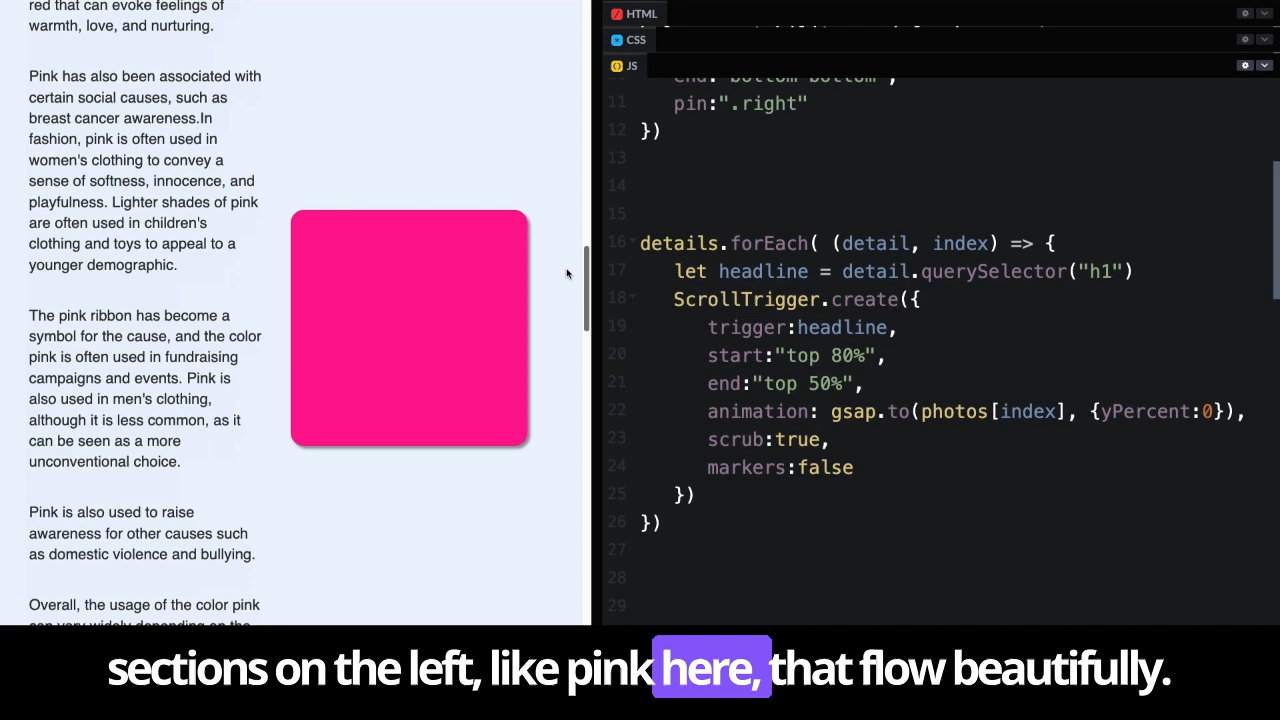 red that can evoke feelings of
warmth, love, and nurturing.
Pink has also been associated with
certain social causes, such as
breast cancer awareness.In
fashion, pink is often used in
women's clothing to convey a
sense of softness, innocence, and
playfulness. Lighter shades of pink
are often used in children's
clothing and toys to appeal to a
younger demographic.
The pink ribbon has become a
symbol for the cause, and the color
pink is often used in fundraising
campaigns and events. Pink is
also used in men's clothing,
although it is less common, as it
can be seen as a more
unconventional choice.
Pink is also used to raise
awareness for other causes such
as domestic violence and bullying.
Overall, the usage of the color pink
can vary widely depending on the
HTML
CSS
JS
end:"bottom bottom",
11 pin:".right"
12 })
13
14
15
16 details.forEach( (detail, index) => {
17 let headline = detail.querySelector("h1")
18 ScrollTrigger.create({
19 trigger:headline,
20 start:"top 80%",
21 end:"top 50%",
22 animation: gsap.to(photos[index], {yPercent:0}),
23 scrub:true,
24 markers:false
25 })
26 })
27
28
29
sections on the left, like pink here, that flow beautifully.